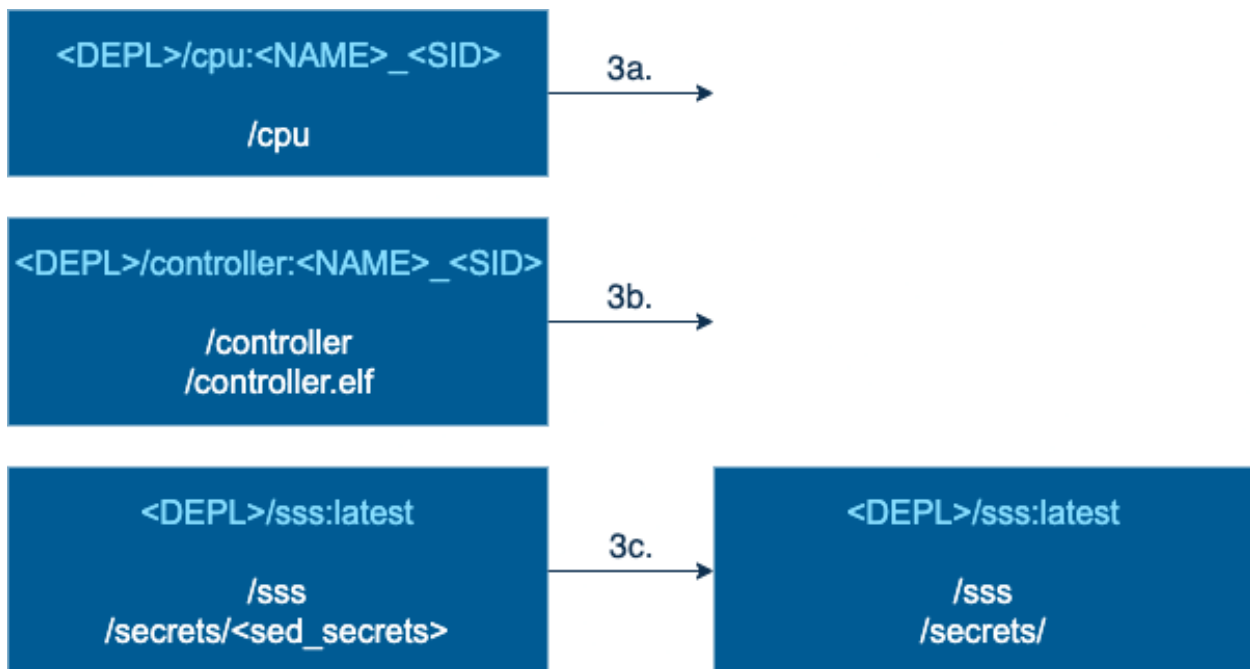 <DEPL>/cpu:<NAME>_<SID>
/cpu
3a.
<DEPL>/controller:<NAME>_<SID>
/controller
/controller.elf
3b.
<DEPL>/sss:latest
/sss
/secrets/<sed_secrets>
3c.
<DEPL>/sss:latest
/sss
/secrets/